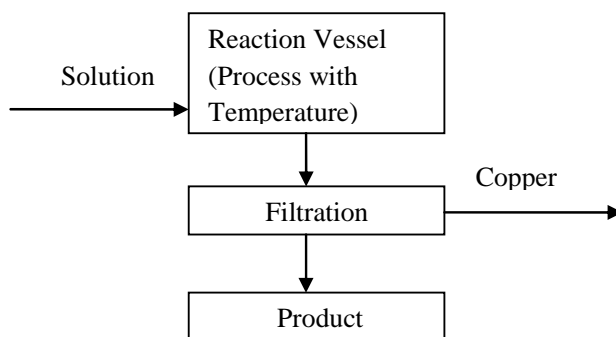 Reaction Vessel
(Process with
Temperature)
Solution
Copper
Filtration
Product